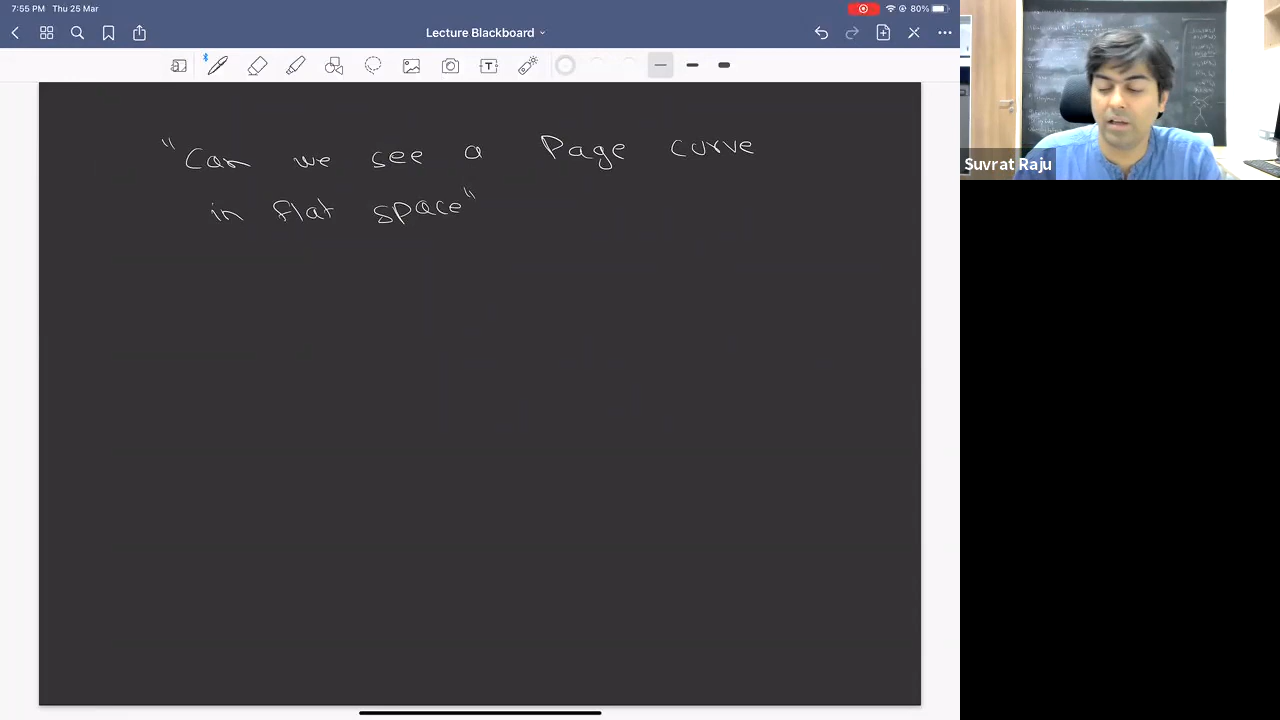 7:55 PM Thu 25 Mar
80%
Lecture Blackboard
T
"Can we see a Page curve
in flat space"
Suvrat Raju